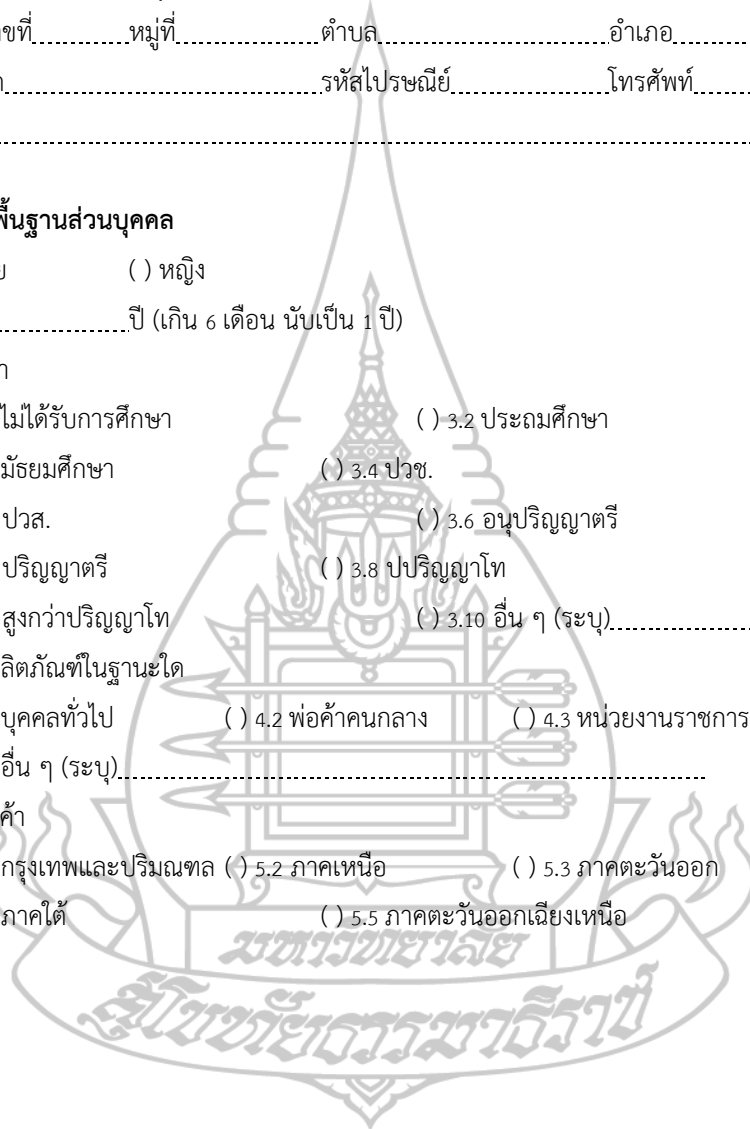 ขที่ หมู่ที่ ตำบล อำเภอ
รหัสไปรษณีย์ โทรศัพท์
พื้นฐานส่วนบุคคล
ย ( ) หญิง
ปี (เกิน 6 เดือน นับเป็น 1 ปี)
า
ไม่ได้รับการศึกษา ( ) 3.2 ประถมศึกษา
มัธยมศึกษา ( ) 3.4 ปวช.
ปวส. ( ) 3.6 อนุปริญญาตรี
ปริญญาตรี ( ) 3.8 ปปริญญาโท
สูงกว่าปริญญาโท ( ) 3.10 อื่น ๆ (ระบุ)
ลิตภัณฑ์ในฐานะใด
บุคคลทั่วไป ( ) 4.2 พ่อค้าคนกลาง ( ) 4.3 หน่วยงานราชการ
อื่น ๆ (ระบุ)
ค้า
กรุงเทพและปริมณฑล ( ) 5.2 ภาคเหนือ ( ) 5.3 ภาคตะวันออก
ภาคใต้ ( ) 5.5 ภาคตะวันออกเฉียงเหนือ
มหาวิทยาลัย
สุโขทัยธรรมาธิราช